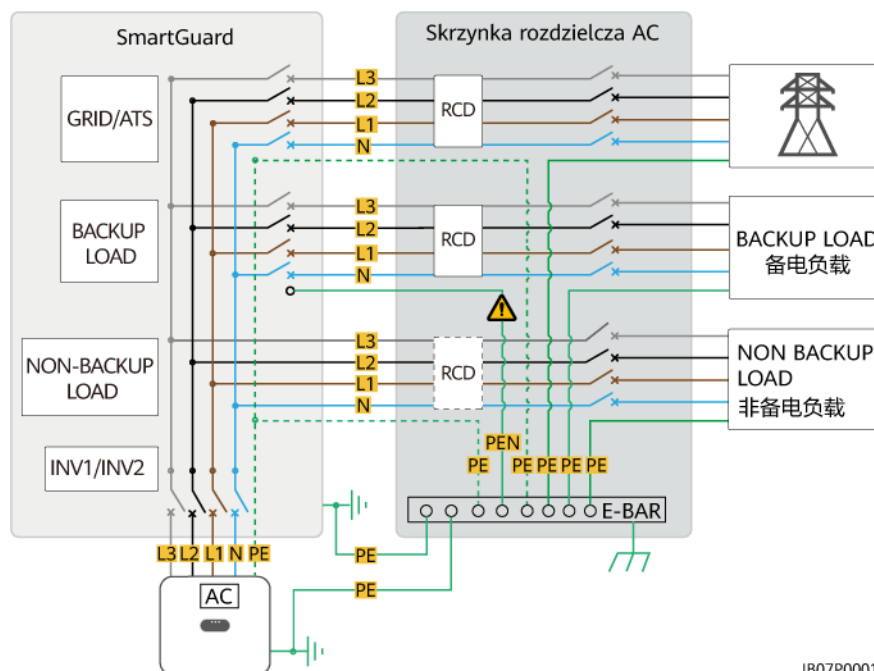 SmartGuard
Skrzynka rozdzielcza AC
GRID/ATS
L3
L2
L1
N
RCD
BACKUP
LOAD
L3
L2
L1
N
RCD
BACKUP LOAD
备电负载
NON-BACKUP
LOAD
L3
L2
L1
N
RCD
NON BACKUP
LOAD
非备电负载
INV1/INV2
PEN
PE
PE
PE
PE
PE
E-BAR
L3
L2
L1
N
PE
PE
PE
AC
IB07P0001